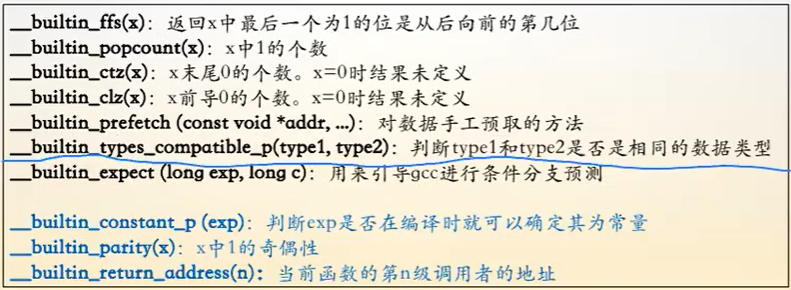 __builtin_ffs(x)：返回x中最后一个为1的位是从后向前的第几位
__builtin_popcount(x)：x中1的个数
__builtin_ctz(x)：x末尾0的个数。x=0时结果未定义
__builtin_clz(x)：x前导0的个数。x=0时结果未定义
__builtin_prefetch (const void *addr, ...)：对数据手工预取的方法
__builtin_types_compatible_p(type1, type2)：判断type1和type2是否是相同的数据类型
__builtin_expect (long exp, long c)：用来引导gcc进行条件分支预测
__builtin_constant_p (exp)：判断exp是否在编译时就可以确定其为常量
__builtin_parity(x)：x中1的奇偶性
__builtin_return_address(n)：当前函数的第n级调用者的地址